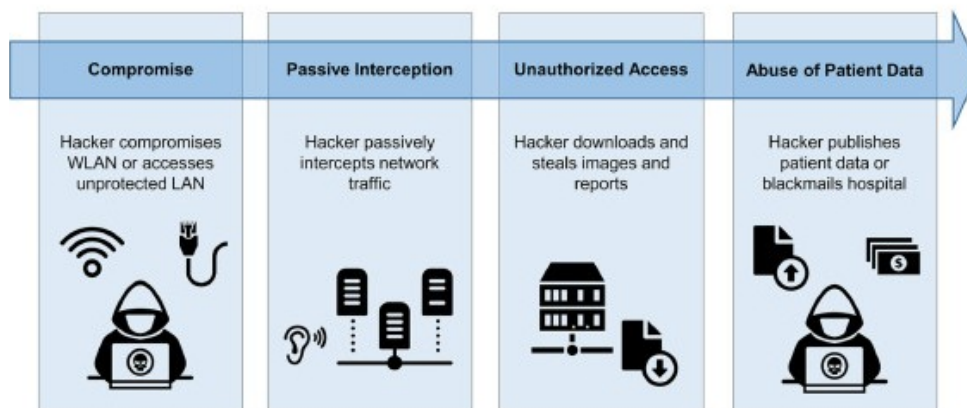 Compromise
Passive Interception
Unauthorized Access
Abuse of Patient Data
Hacker compromises
WLAN or accesses
unprotected LAN
Hacker passively
intercepts network
traffic
Hacker downloads and
steals images and
reports
Hacker publishes
patient data or
blackmails hospital
$